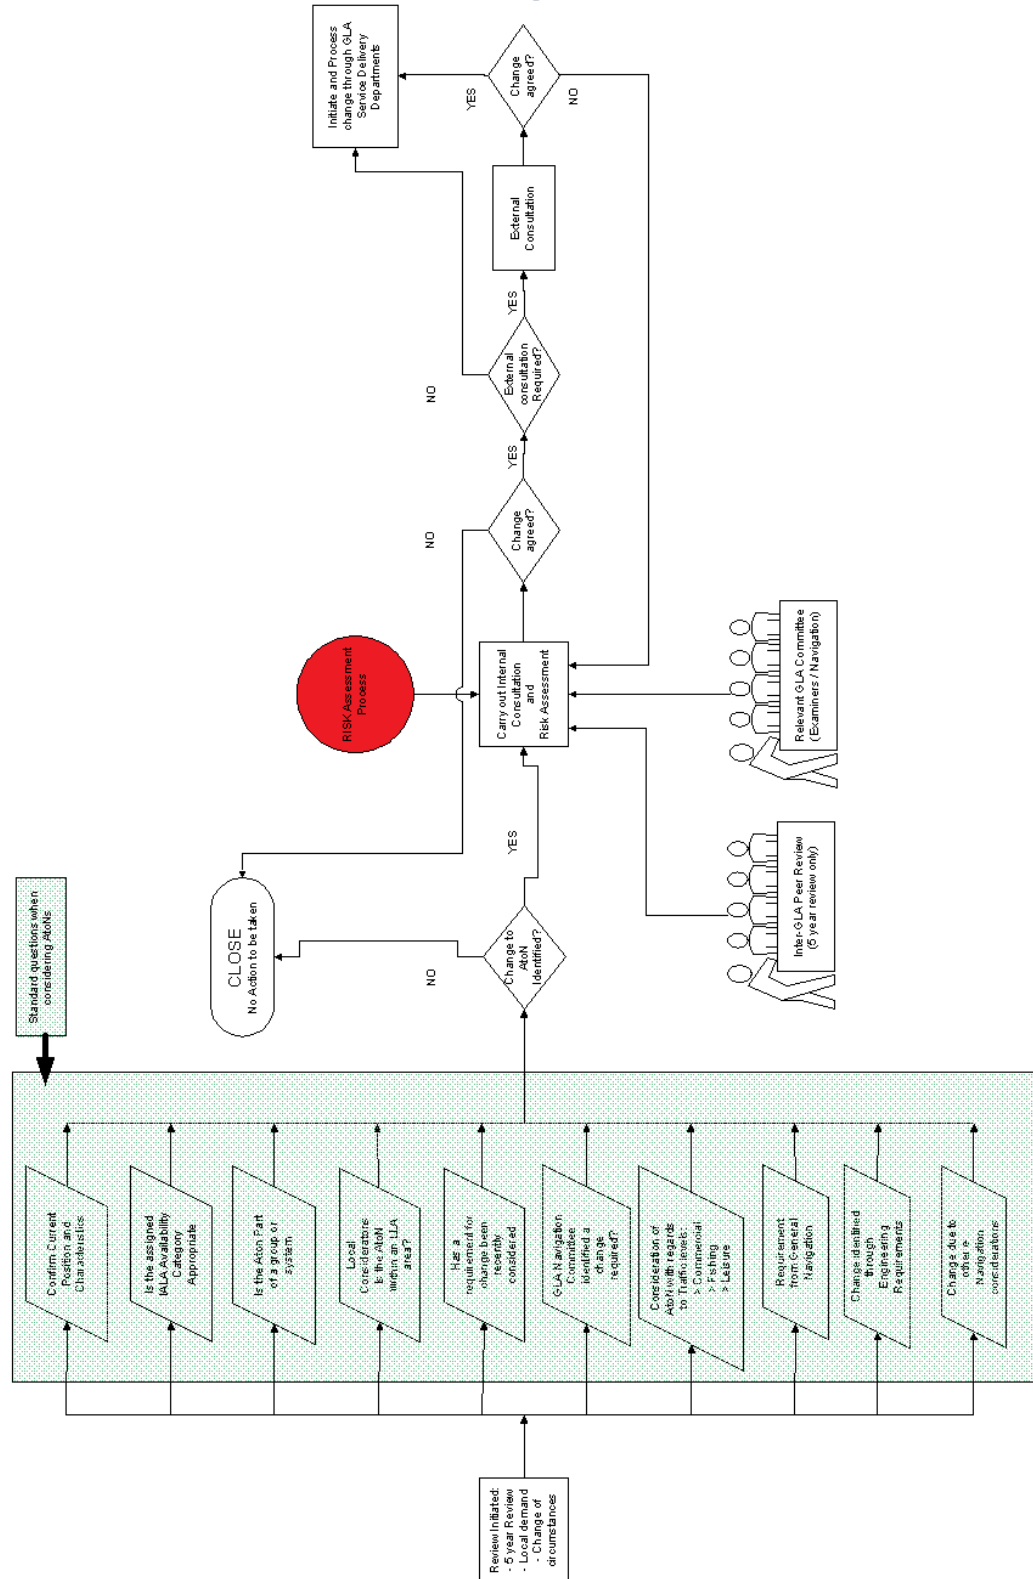 Review Initiated:
- 5 year Review
- Local demand
- Change of
circumstances
Standard questions when
considering AtoNs
Confirm Current
Position and
Characteristics
Is the assigned
IALA Availability
Category
Appropriate
Is the Aton Part
of a group or
system
Local
Considerations
Is the AtoN
within an LLA
area?
Has a
requirement for
change been
recently
considered
GLA Navigation
Committee
identified a
change
required?
Consideration of
AtoN with regards
to Traffic levels:
> Commercial
> Fishing
> Leisure
Requirement
from General
Navigation
Change identified
through
Engineering
Requirements
Change due to
other
Navigation
considerations
Change to
AtoN
Identified?
NO
YES
CLOSE
No Action to be taken
RISK Assessment
Process
Carry out Internal
Consultation
and
Risk Assessment
Inter-GLA Peer Review
(5 year review only)
Relevant GLA Committee
(Examiners / Navigation)
Change
agreed?
NO
YES
External
consultation
Required?
NO
YES
External
Consultation
Change
agreed?
YES
NO
Initiate and Process
change through GLA
Service Delivery
Departments